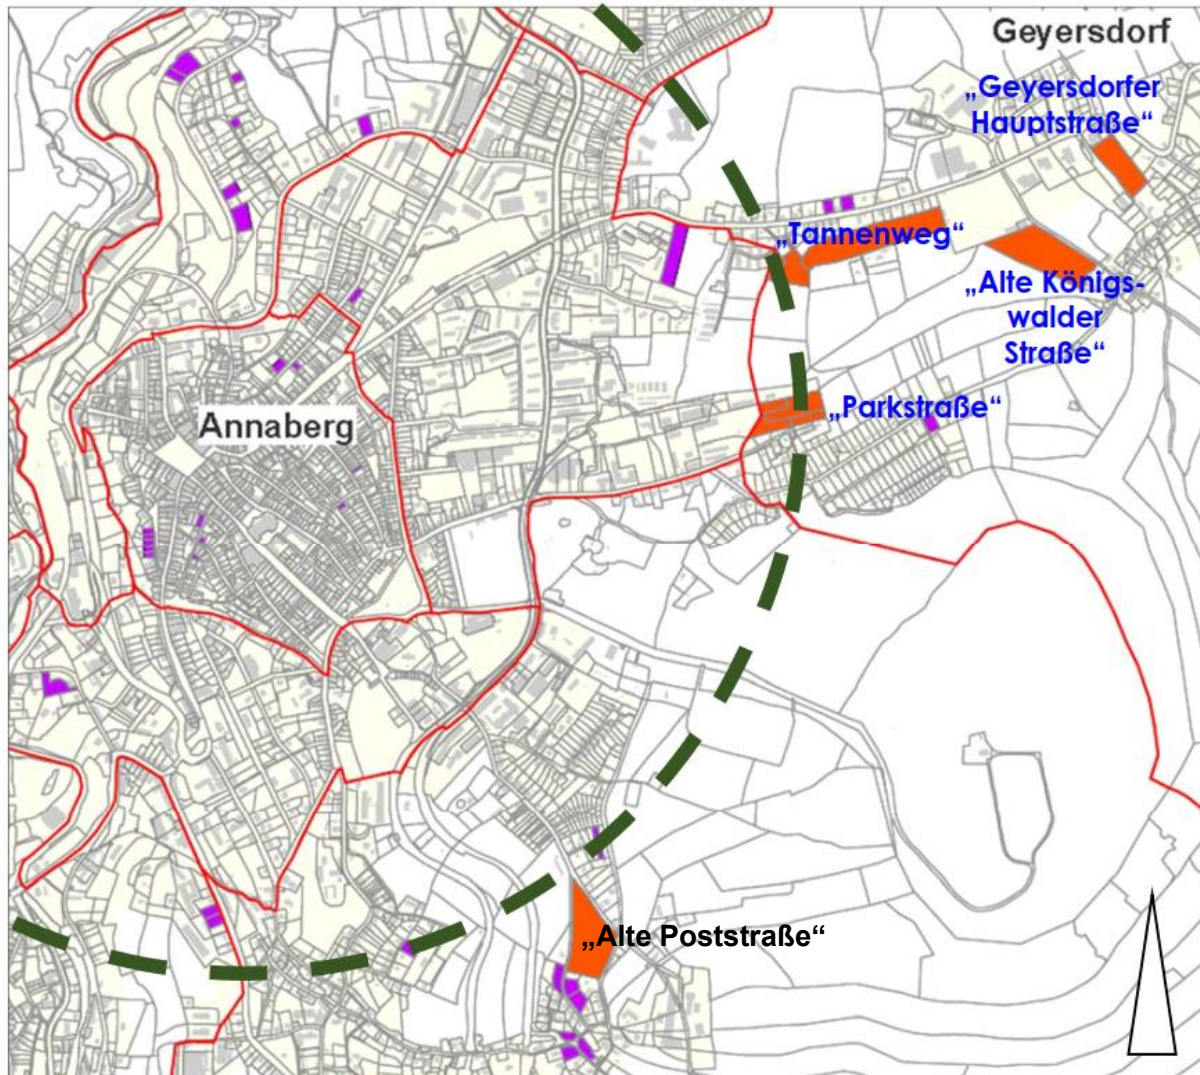 Geyersdorf
„Geyersdorfer
Hauptstraße“
„Tannenweg“
„Alte Königs-
walder
Straße“
„Parkstraße“
Annaberg
„Alte Poststraße“